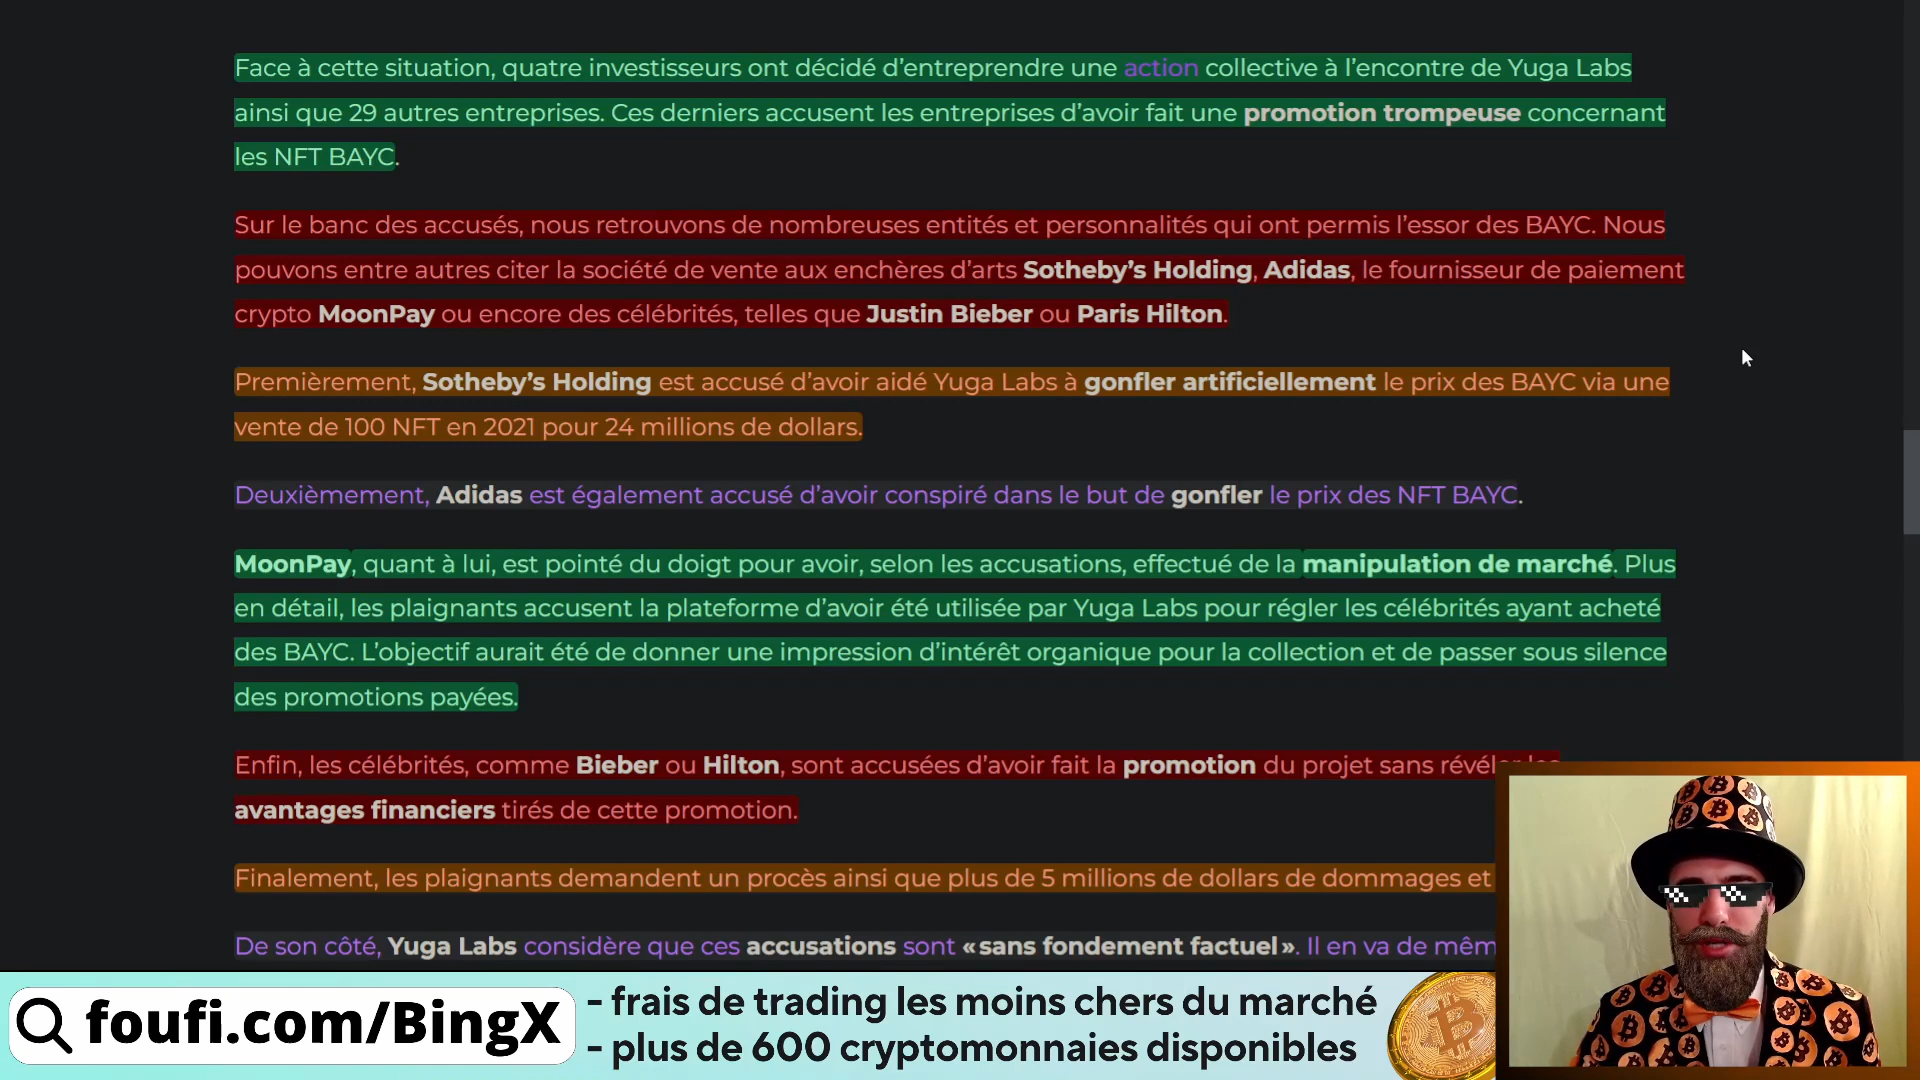 Face à cette situation, quatre investisseurs ont décidé d’entreprendre une action collective à l’encontre de Yuga Labs
ainsi que 29 autres entreprises. Ces derniers accusent les entreprises d’avoir fait une promotion trompeuse concernant
les NFT BAYC.
Sur le banc des accusés, nous retrouvons de nombreuses entités et personnalités qui ont permis l’essor des BAYC. Nous
pouvons entre autres citer la société de vente aux enchères d’arts Sotheby’s Holding, Adidas, le fournisseur de paiement
crypto MoonPay ou encore des célébrités, telles que Justin Bieber ou Paris Hilton.
Premièrement, Sotheby’s Holding est accusé d’avoir aidé Yuga Labs à gonfler artificiellement le prix des BAYC via une
vente de 100 NFT en 2021 pour 24 millions de dollars.
Deuxièmement, Adidas est également accusé d’avoir conspiré dans le but de gonfler le prix des NFT BAYC.
MoonPay, quant à lui, est pointé du doigt pour avoir, selon les accusations, effectué de la manipulation de marché. Plus
en détail, les plaignants accusent la plateforme d’avoir été utilisée par Yuga Labs pour régler les célébrités ayant acheté
des BAYC. L’objectif aurait été de donner une impression d’intérêt organique pour la collection et de passer sous silence
des promotions payées.
Enfin, les célébrités, comme Bieber ou Hilton, sont accusées d’avoir fait la promotion du projet sans révéler les
avantages financiers tirés de cette promotion.
Finalement, les plaignants demandent un procès ainsi que plus de 5 millions de dollars de dommages et
De son côté, Yuga Labs considère que ces accusations sont « sans fondement factuel ». Il en va de mêm
foufi.com/BingX
- frais de trading les moins chers du marché
- plus de 600 cryptomonnaies disponibles